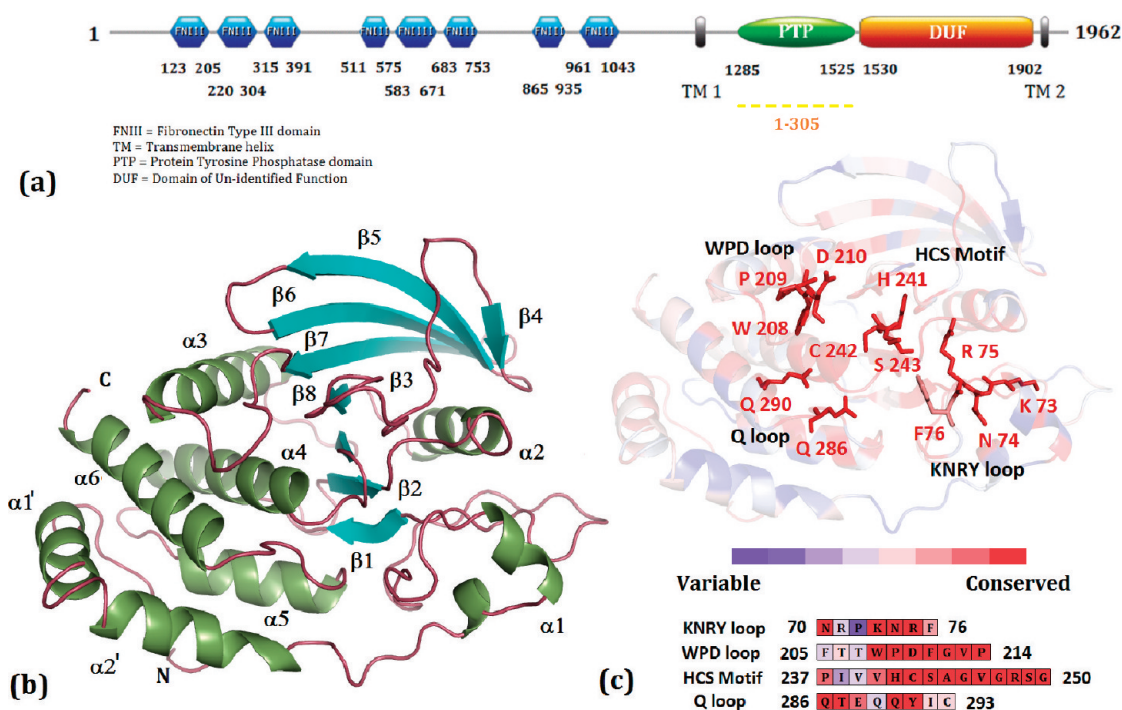 1 FNIII FNIII FNIII FNIII FNIII FNIII FNIII FNIII PTP DUF 1962
123 205 315 391 511 575 683 753 961 1043 1285 1525 1530 1902
220 304 583 671 865 935 TM 1 TM 2
1-305
FNIII = Fibronectin Type III domain
TM = Transmembrane helix
PTP = Protein Tyrosine Phosphatase domain
DUF = Domain of Un-identified Function
(a)
β5
β6
β4
β7
α3
β3
C
β8
α2
α4
α6
β2
α1'
β1
α5
α1
α2'
N
(b)
WPD loop
D 210
HCS Motif
P 209
H 241
W 208
C 242
R 75
S 243
Q 290
K 73
Q loop
F76
N 74
Q 286
KNRY loop
Variable Conserved
KNRY loop 70 N R P K N R F 76
WPD loop 205 F T T W P D F G V P 214
HCS Motif 237 P I V V H C S A G V G R S G 250
Q loop 286 Q T E Q Q Y I C 293
(c)